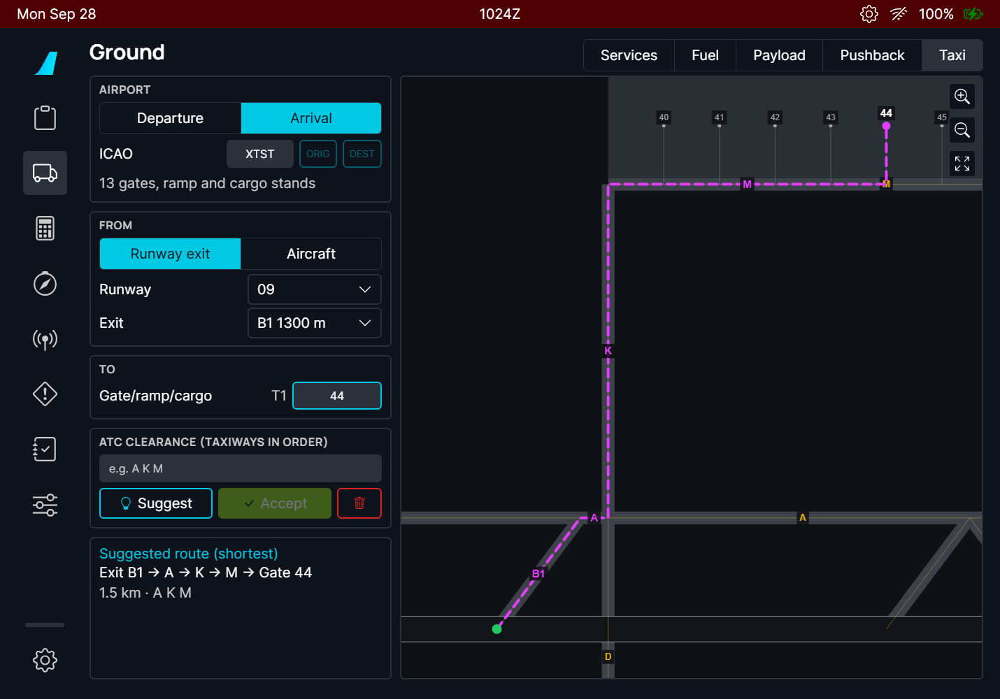 Mon Sep 28
1024Z
100%
Ground
Services
Fuel
Payload
Pushback
Taxi
AIRPORT
Departure
Arrival
ICAO
XTST
ORIG
DEST
13 gates, ramp and cargo stands
FROM
Runway exit
Aircraft
Runway
09
Exit
B1 1300 m
TO
Gate/ramp/cargo
T1
44
ATC CLEARANCE (TAXIWAYS IN ORDER)
e.g. A K M
Suggest
Accept
Suggested route (shortest)
Exit B1 → A → K → M → Gate 44
1.5 km · A K M
40
41
42
43
44
45
M
M
K
A
A
B1
D